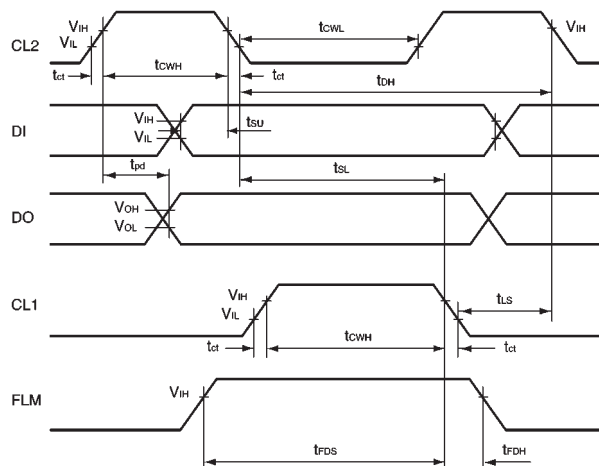 VIH
VIL
CL2
tCWL
VIH
tct
tCWH
tct
tDH
DI
VIH
VIL
tSU
tpd
tSL
DO
VOH
VOL
CL1
VIH
VIL
tLS
tct
tCWH
tct
FLM
VIH
tFDS
tFDH